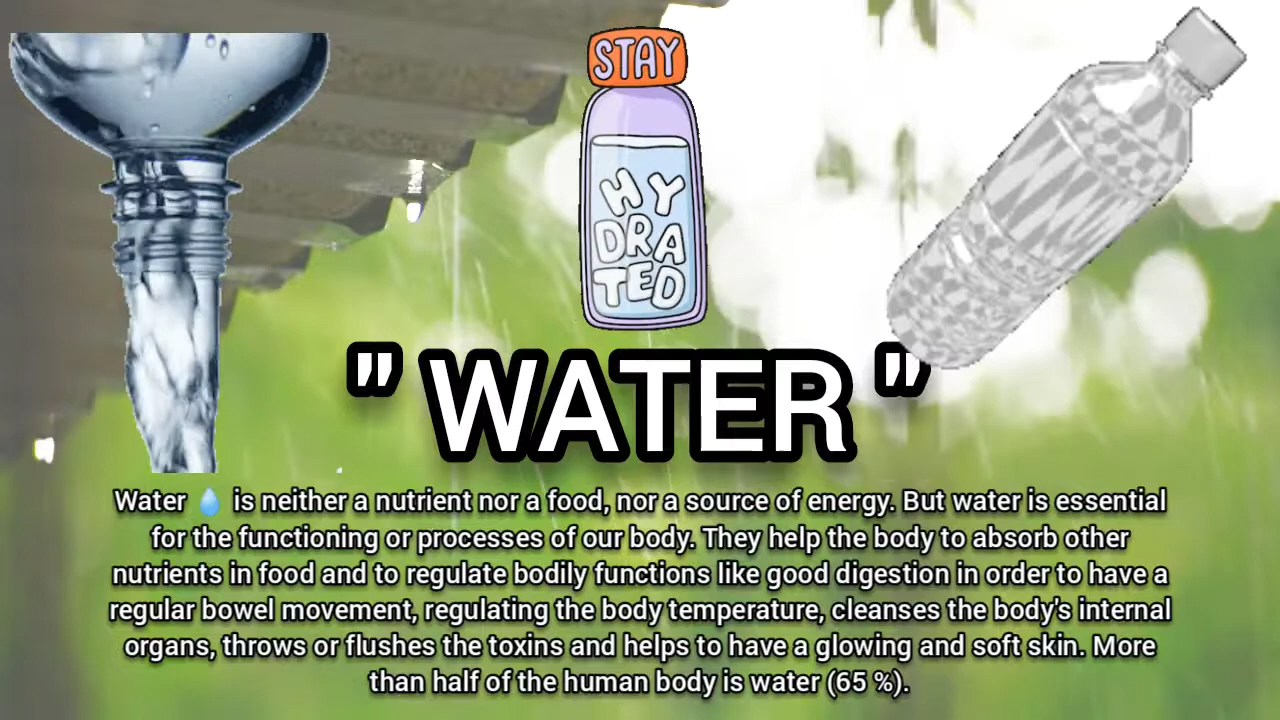 STAY
HY
DRA
TED
" WATER "
Water 💧 is neither a nutrient nor a food, nor a source of energy. But water is essential
for the functioning or processes of our body. They help the body to absorb other
nutrients in food and to regulate bodily functions like good digestion in order to have a
regular bowel movement, regulating the body temperature, cleanses the body's internal
organs, throws or flushes the toxins and helps to have a glowing and soft skin. More
than half of the human body is water (65 %).